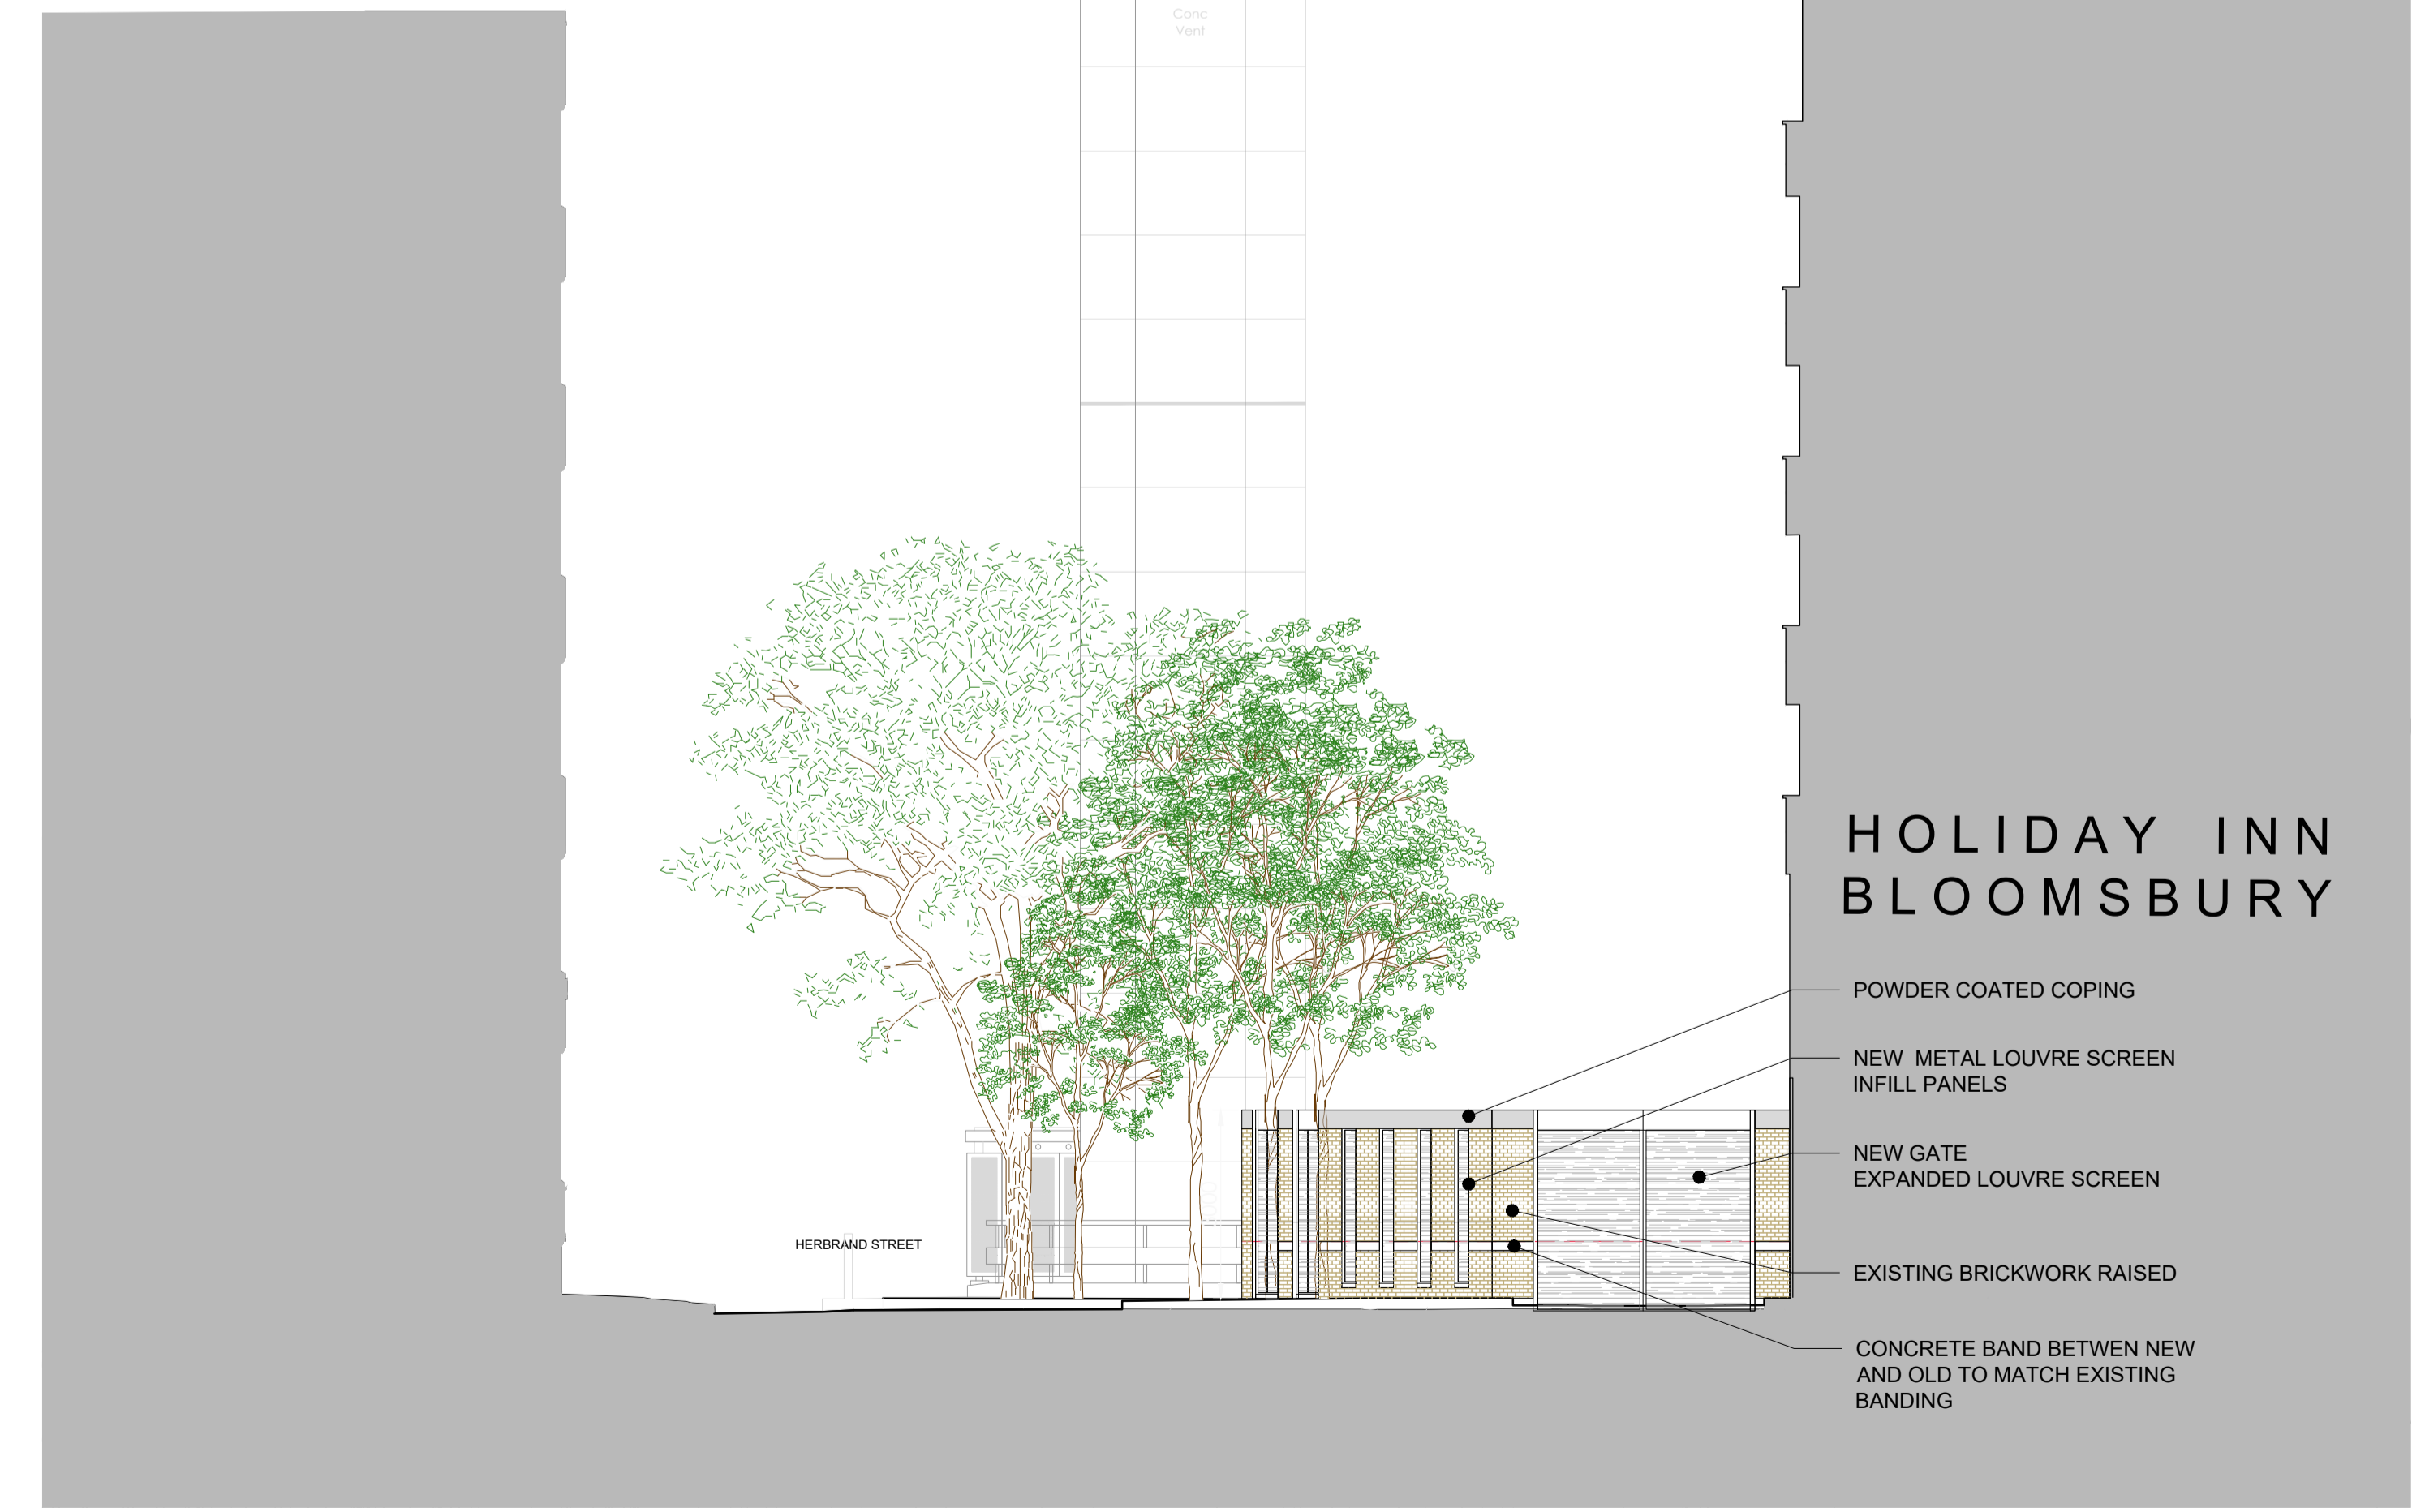 Conc
Vent
HOLIDAY INN
BLOOMSBURY
POWDER COATED COPING
NEW METAL LOUVRE SCREEN
INFILL PANELS
NEW GATE
EXPANDED LOUVRE SCREEN
HERBRAND STREET
EXISTING BRICKWORK RAISED
CONCRETE BAND BETWEN NEW
AND OLD TO MATCH EXISTING
BANDING